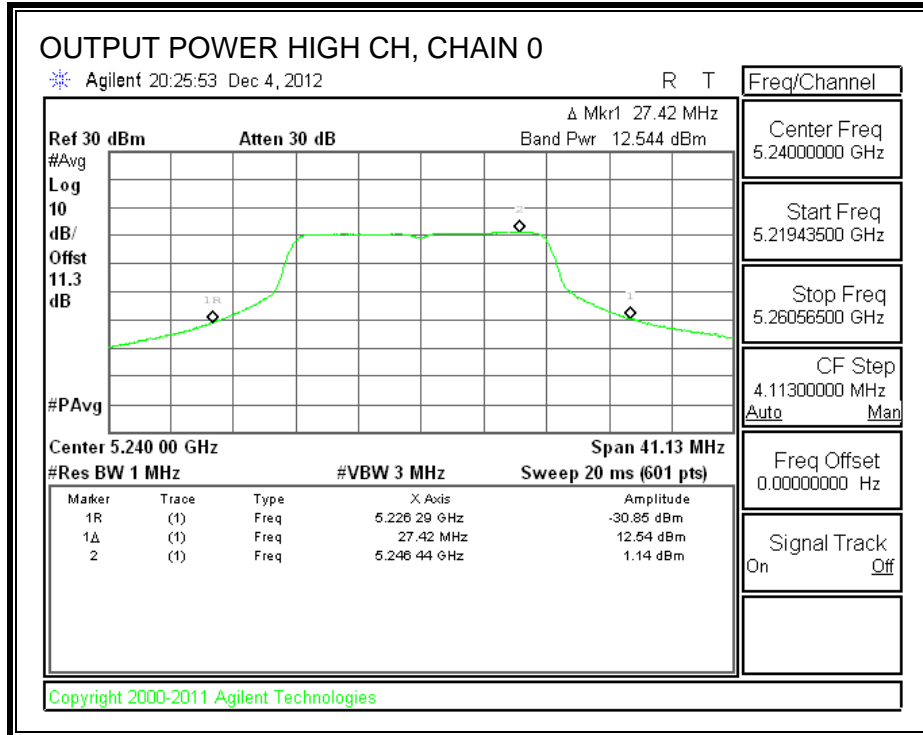 OUTPUT POWER HIGH CH, CHAIN 0
Agilent 20:25:53 Dec 4, 2012 R T
Freq/Channel
Δ Mkr1 27.42 MHz
Ref 30 dBm Atten 30 dB Band Pwr 12.544 dBm
#Avg
Log
10
dB/
Offst
11.3
dB
#PAvg
2
1R
1
Center 5.240 00 GHz Span 41.13 MHz
#Res BW 1 MHz #VBW 3 MHz Sweep 20 ms (601 pts)
Marker Trace Type X Axis Amplitude
1R (1) Freq 5.226 29 GHz -30.85 dBm
1Δ (1) Freq 27.42 MHz 12.54 dBm
2 (1) Freq 5.246 44 GHz 1.14 dBm
Center Freq
5.24000000 GHz
Start Freq
5.21943500 GHz
Stop Freq
5.26056500 GHz
CF Step
4.11300000 MHz
Auto Man
Freq Offset
0.00000000 Hz
Signal Track
On Off
Copyright 2000-2011 Agilent Technologies